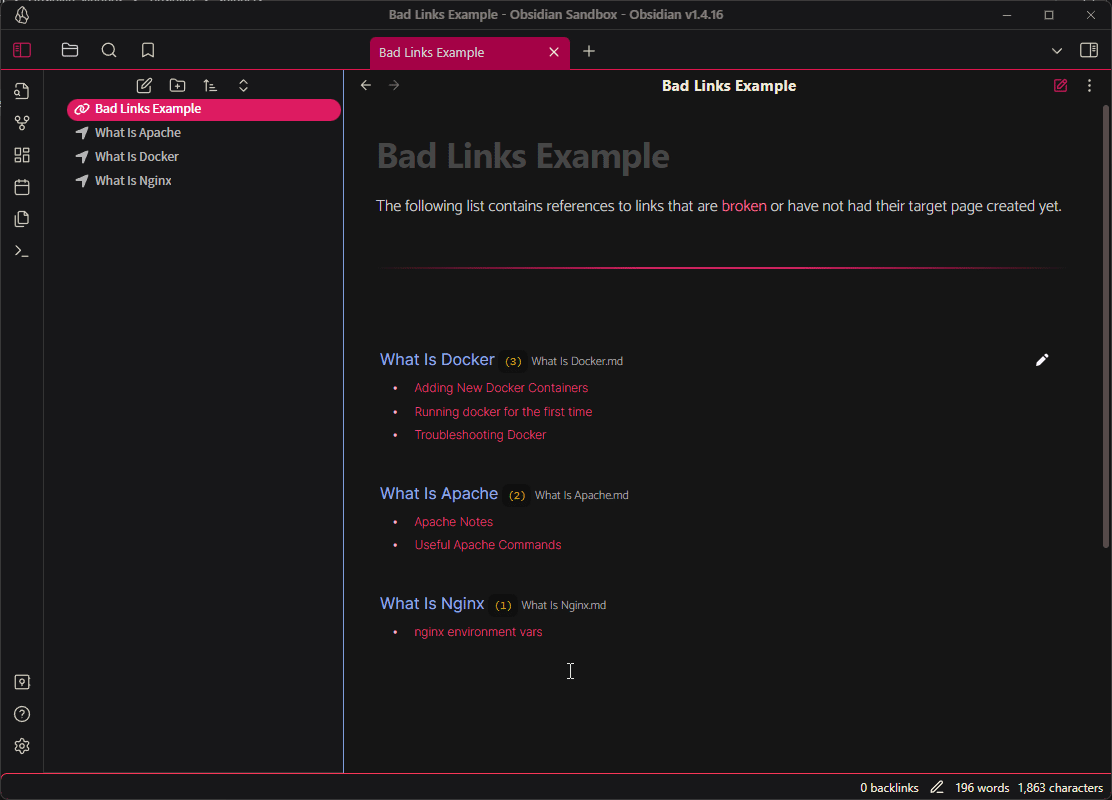 Bad Links Example - Obsidian Sandbox - Obsidian v1.4.16
Bad Links Example
Bad Links Example
Bad Links Example
What Is Apache
What Is Docker
What Is Nginx
Bad Links Example
The following list contains references to links that are broken or have not had their target page created yet.
What Is Docker (3) What Is Docker.md
• Adding New Docker Containers
• Running docker for the first time
• Troubleshooting Docker
What Is Apache (2) What Is Apache.md
• Apache Notes
• Useful Apache Commands
What Is Nginx (1) What Is Nginx.md
• nginx environment vars
0 backlinks 196 words 1,863 characters